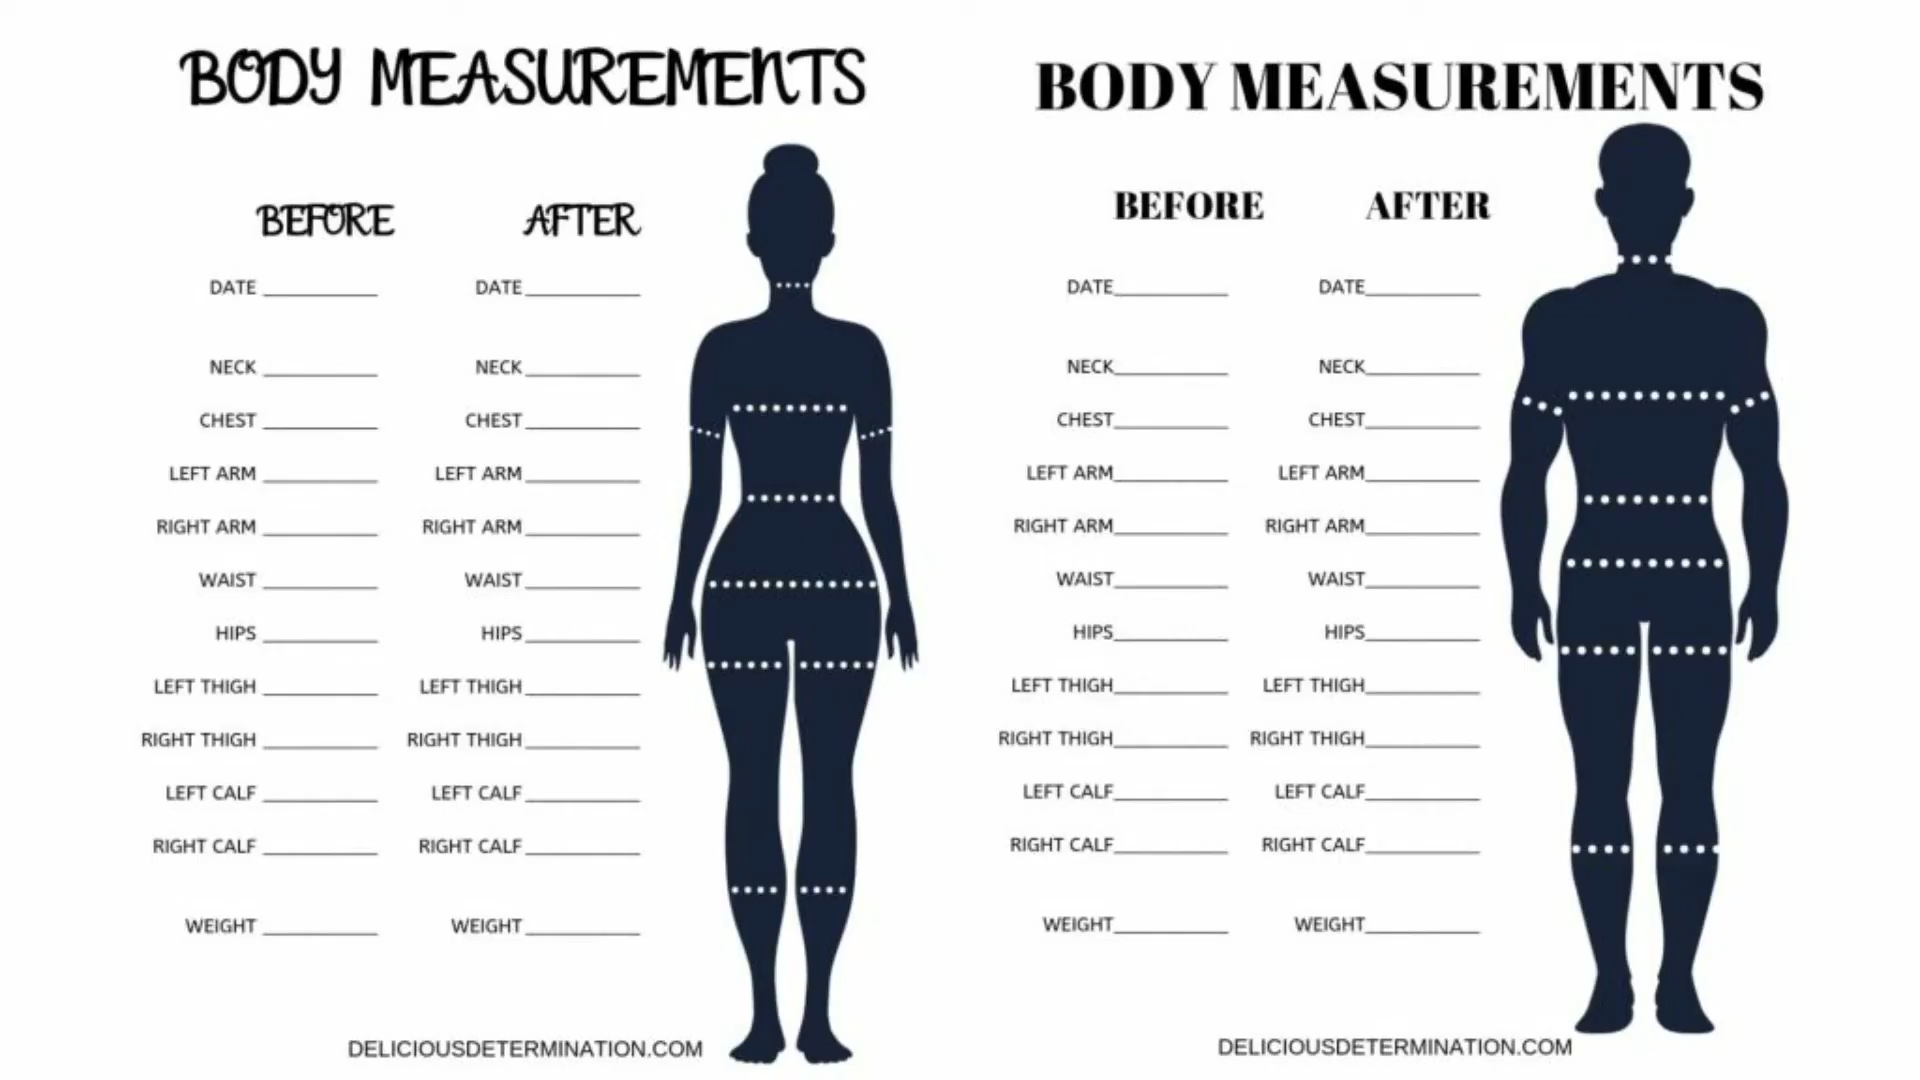 BODY MEASUREMENTS
BEFORE AFTER
DATE DATE
NECK NECK
CHEST CHEST
LEFT ARM LEFT ARM
RIGHT ARM RIGHT ARM
WAIST WAIST
HIPS HIPS
LEFT THIGH LEFT THIGH
RIGHT THIGH RIGHT THIGH
LEFT CALF LEFT CALF
RIGHT CALF RIGHT CALF
WEIGHT WEIGHT
DELICIOUSDETERMINATION.COM
BODY MEASUREMENTS
BEFORE AFTER
DATE DATE
NECK NECK
CHEST CHEST
LEFT ARM LEFT ARM
RIGHT ARM RIGHT ARM
WAIST WAIST
HIPS HIPS
LEFT THIGH LEFT THIGH
RIGHT THIGH RIGHT THIGH
LEFT CALF LEFT CALF
RIGHT CALF RIGHT CALF
WEIGHT WEIGHT
DELICIOUSDETERMINATION.COM